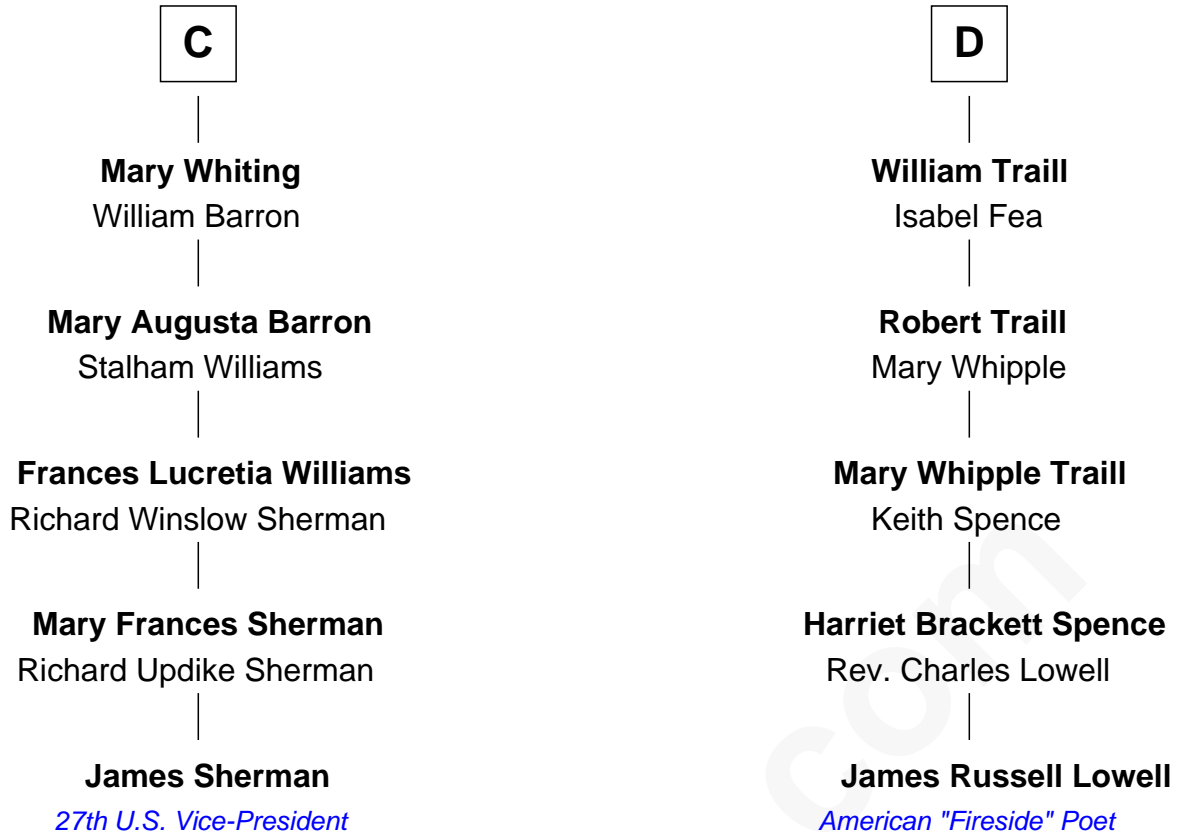 C
Mary Whiting
William Barron
Mary Augusta Barron
Stalham Williams
Frances Lucretia Williams
Richard Winslow Sherman
Mary Frances Sherman
Richard Updike Sherman
James Sherman
27th U.S. Vice-President
D
William Traill
Isabel Fea
Robert Traill
Mary Whipple
Mary Whipple Traill
Keith Spence
Harriet Brackett Spence
Rev. Charles Lowell
James Russell Lowell
American "Fireside" Poet
com